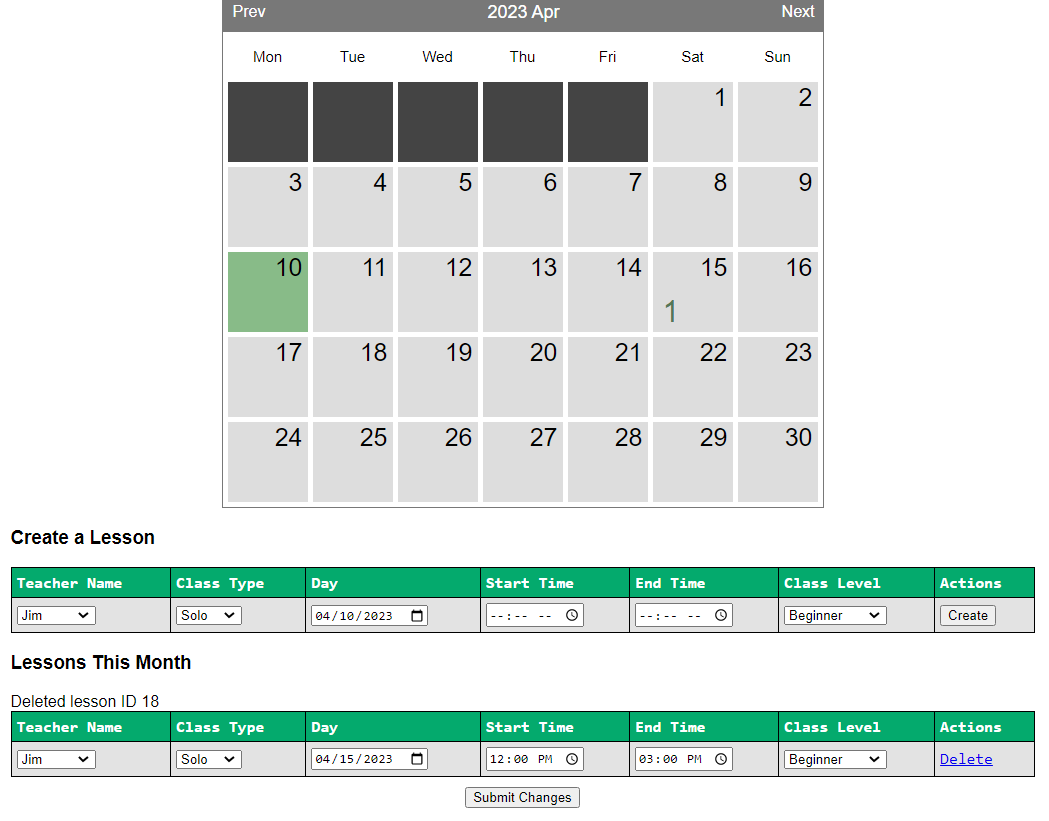 Prev 2023 Apr Next
Mon Tue Wed Thu Fri Sat Sun
1 2
3 4 5 6 7 8 9
10 11 12 13 14 15 16
1
17 18 19 20 21 22 23
24 25 26 27 28 29 30
Create a Lesson
Teacher Name Class Type Day Start Time End Time Class Level Actions
Jim Solo 04/10/2023 --:-- -- --:-- -- Beginner Create
Lessons This Month
Deleted lesson ID 18
Teacher Name Class Type Day Start Time End Time Class Level Actions
Jim Solo 04/15/2023 12:00 PM 03:00 PM Beginner Delete
Submit Changes